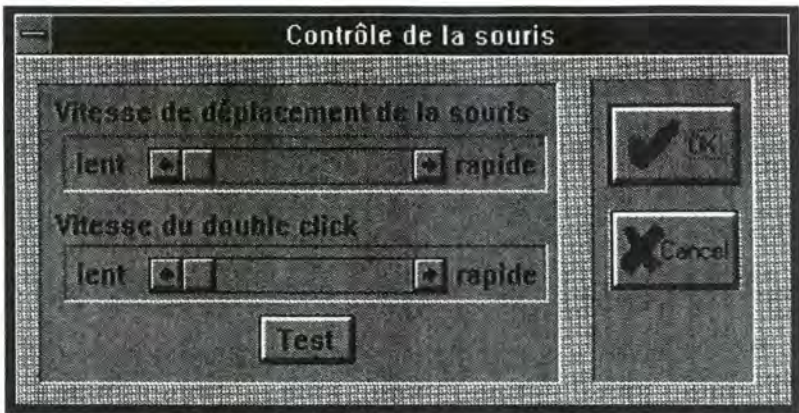 Contrôle de la souris
Vitesse de déplacement de la souris
lent rapide
Vitesse du double click
lent rapide
Test
OK
Cancel